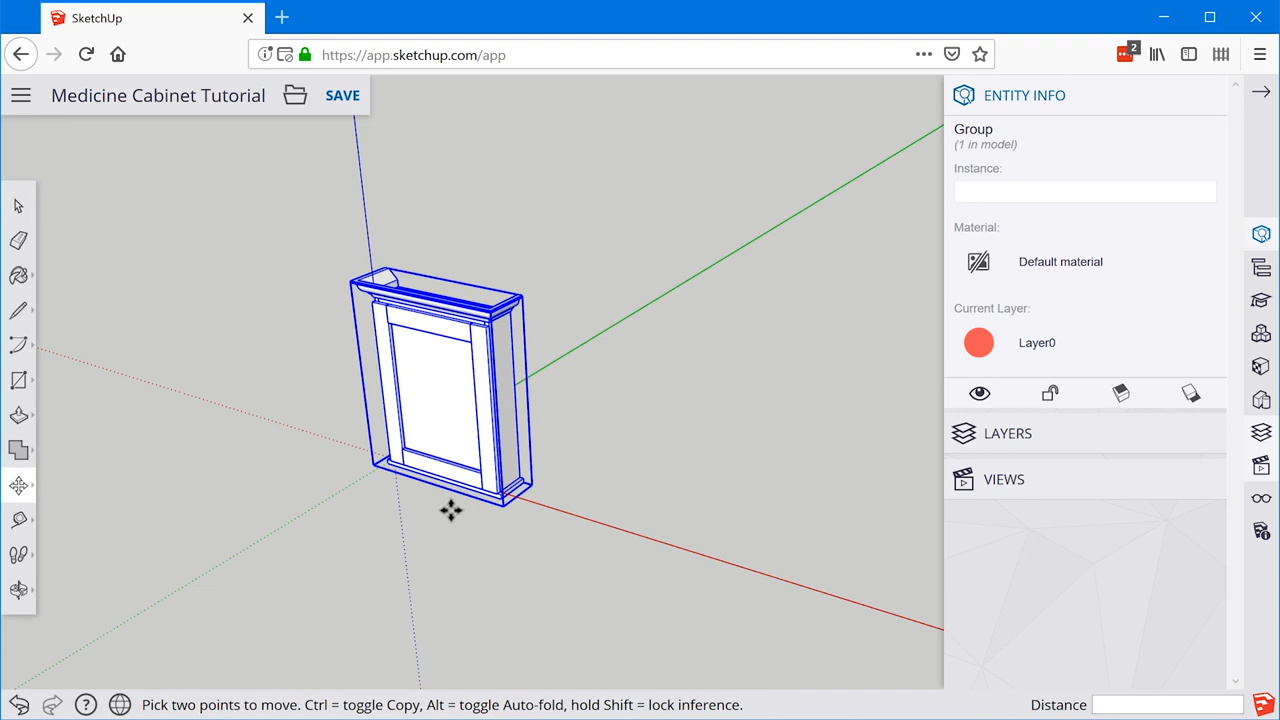 SketchUp
https://app.sketchup.com/app
2
Medicine Cabinet Tutorial
SAVE
ENTITY INFO
Group
(1 in model)
Instance:
Material:
Default material
Current Layer:
Layer0
LAYERS
VIEWS
Pick two points to move. Ctrl = toggle Copy, Alt = toggle Auto fold, hold Shift = lock inference.
Distance